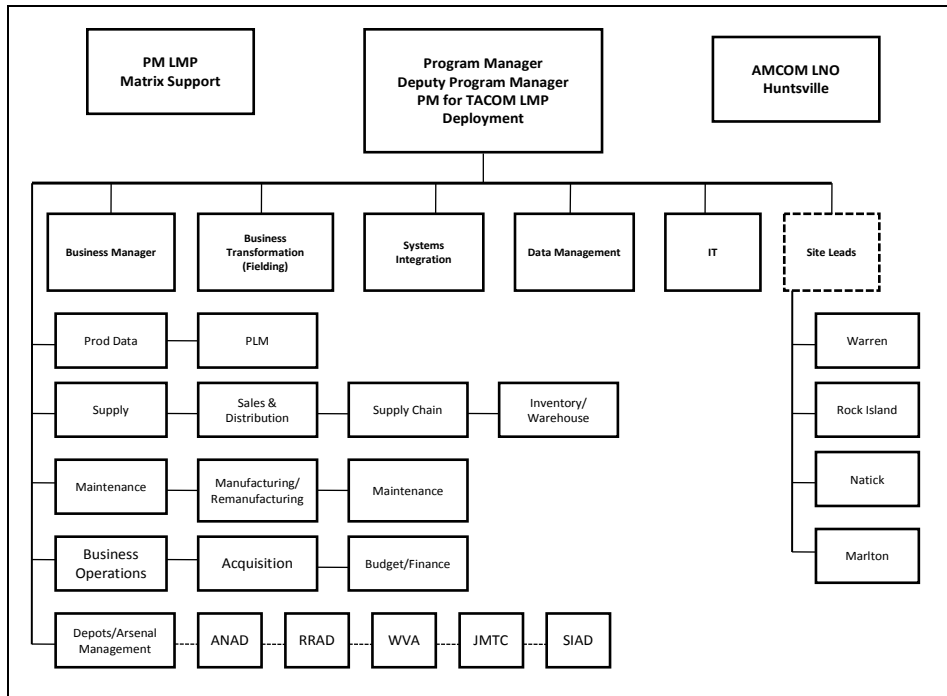 PM LMP
Matrix Support
Program Manager
Deputy Program Manager
PM for TACOM LMP
Deployment
AMCOM LNO
Huntsville
Business Manager
Business
Transformation
(Fielding)
Systems
Integration
Data Management
IT
Site Leads
Prod Data
PLM
Warren
Supply
Sales &
Distribution
Supply Chain
Inventory/
Warehouse
Rock Island
Maintenance
Manufacturing/
Remanufacturing
Maintenance
Natick
Business
Operations
Acquisition
Budget/Finance
Marlton
Depots/Arsenal
Management
ANAD
RRAD
WVA
JMTC
SIAD